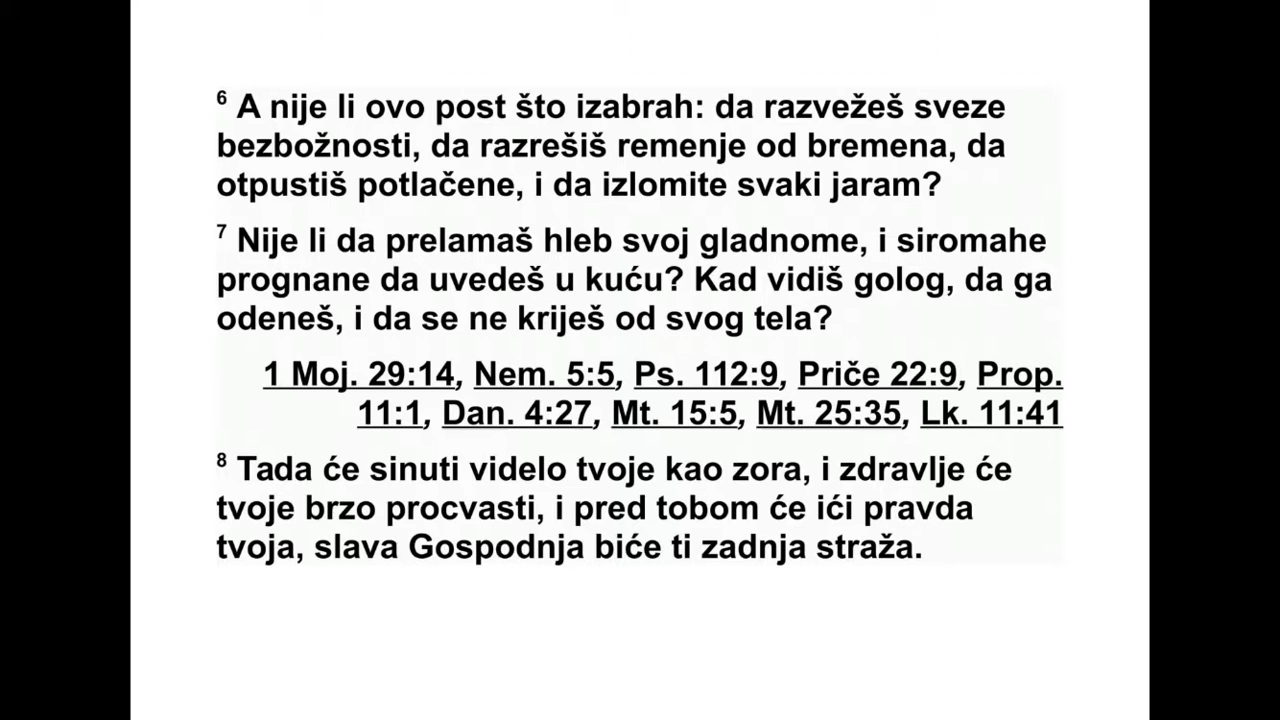 6 A nije li ovo post što izabrah: da razvežeš sveze
bezbožnosti, da razrešiš remenje od bremena, da
otpustiš potlačene, i da izlomite svaki jaram?
7 Nije li da prelamaš hleb svoj gladnome, i siromahe
prognane da uvedeš u kuću? Kad vidiš golog, da ga
odeneš, i da se ne kriješ od svog tela?
1 Moj. 29:14, Nem. 5:5, Ps. 112:9, Priče 22:9, Prop.
11:1, Dan. 4:27, Mt. 15:5, Mt. 25:35, Lk. 11:41
8 Tada će sinuti videlo tvoje kao zora, i zdravlje će
tvoje brzo procvasti, i pred tobom će ići pravda
tvoja, slava Gospodnja biće ti zadnja straža.